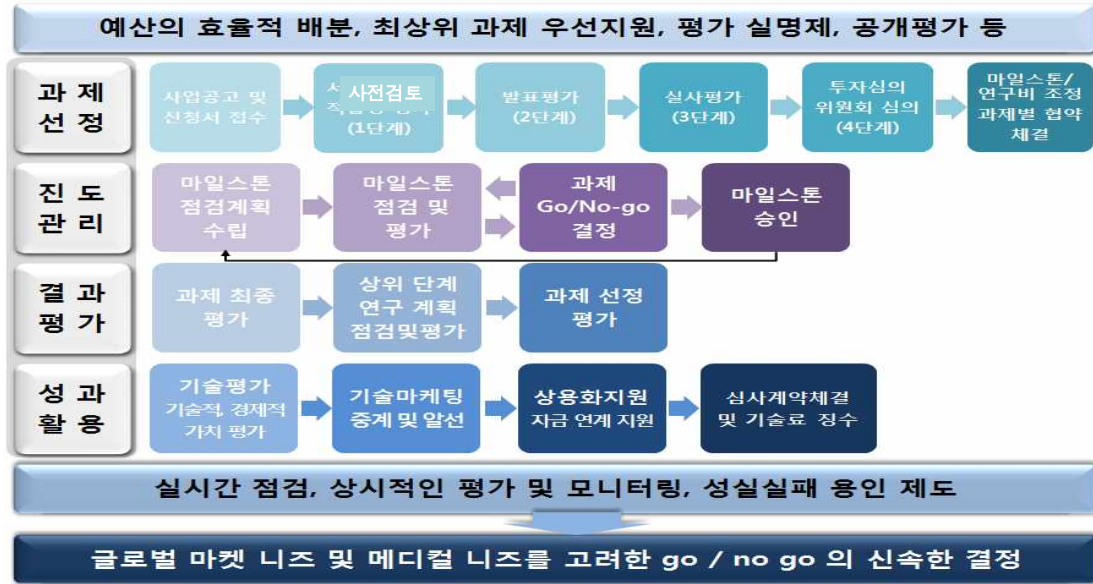 예산의 효율적 배분, 최상위 과제 우선지원, 평가 실명제, 공개평가 등
과 제
선 정
사업공고 및
신청서 접수
사전검토
(1단계)
발표평가
(2단계)
실사평가
(3단계)
투자심의
위원회 심의
(4단계)
마일스톤/
연구비 조정
과제별 협약
체결
진 도
관 리
마일스톤
점검계획
수립
마일스톤
점검 및
평가
과제
Go/No-go
결정
마일스톤
승인
결 과
평 가
과제 최종
평가
상위 단계
연구 계획
점검및평가
과제 선정
평가
성 과
활 용
기술평가
기술적, 경제적
가치 평가
기술마케팅
중계 및 알선
상용화지원
자금 연계 지원
심사계약체결
및 기술료 징수
실시간 점검, 상시적인 평가 및 모니터링, 성실실패 용인 제도
글로벌 마켓 니즈 및 메디컬 니즈를 고려한 go / no go 의 신속한 결정